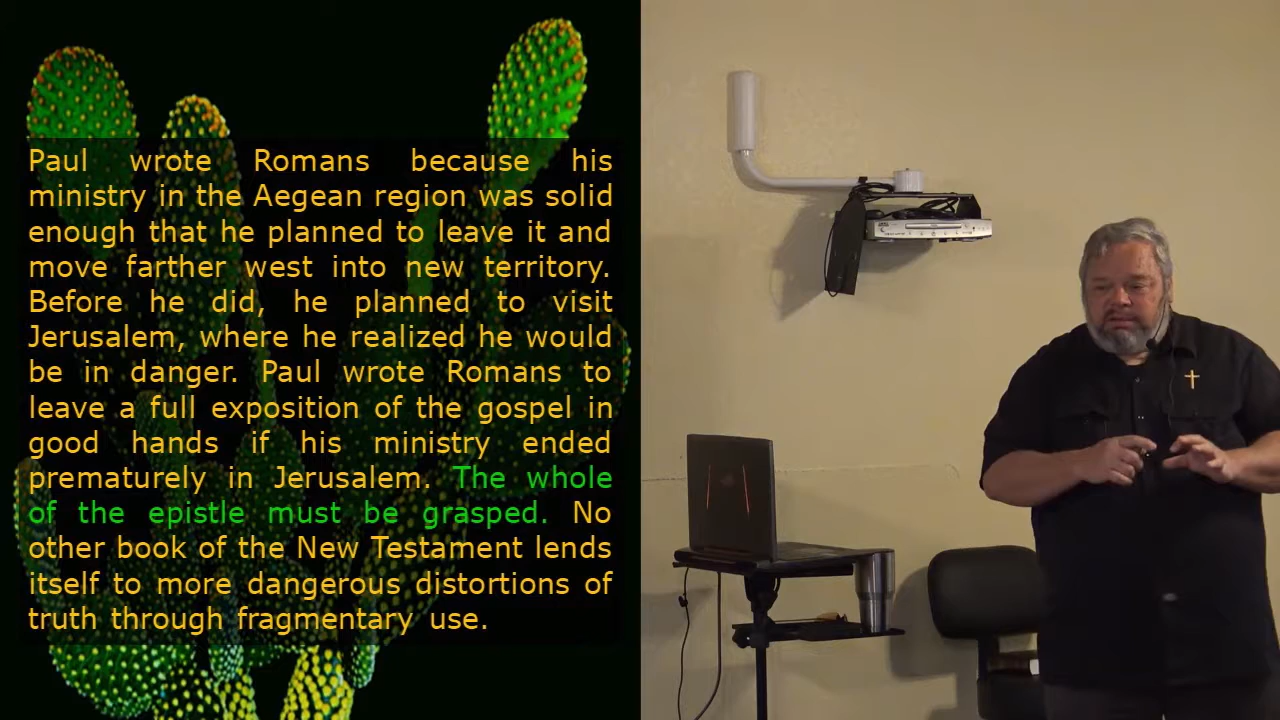 Paul wrote Romans because his
ministry in the Aegean region was solid
enough that he planned to leave it and
move farther west into new territory.
Before he did, he planned to visit
Jerusalem, where he realized he would
be in danger. Paul wrote Romans to
leave a full exposition of the gospel in
good hands if his ministry ended
prematurely in Jerusalem. The whole
of the epistle must be grasped. No
other book of the New Testament lends
itself to more dangerous distortions of
truth through fragmentary use.